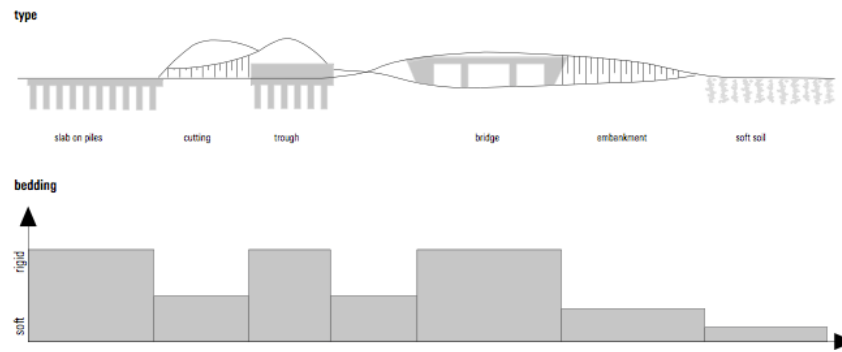 type
slab on piles
cutting
trough
bridge
embankment
soft soil
bedding
rigid
soft